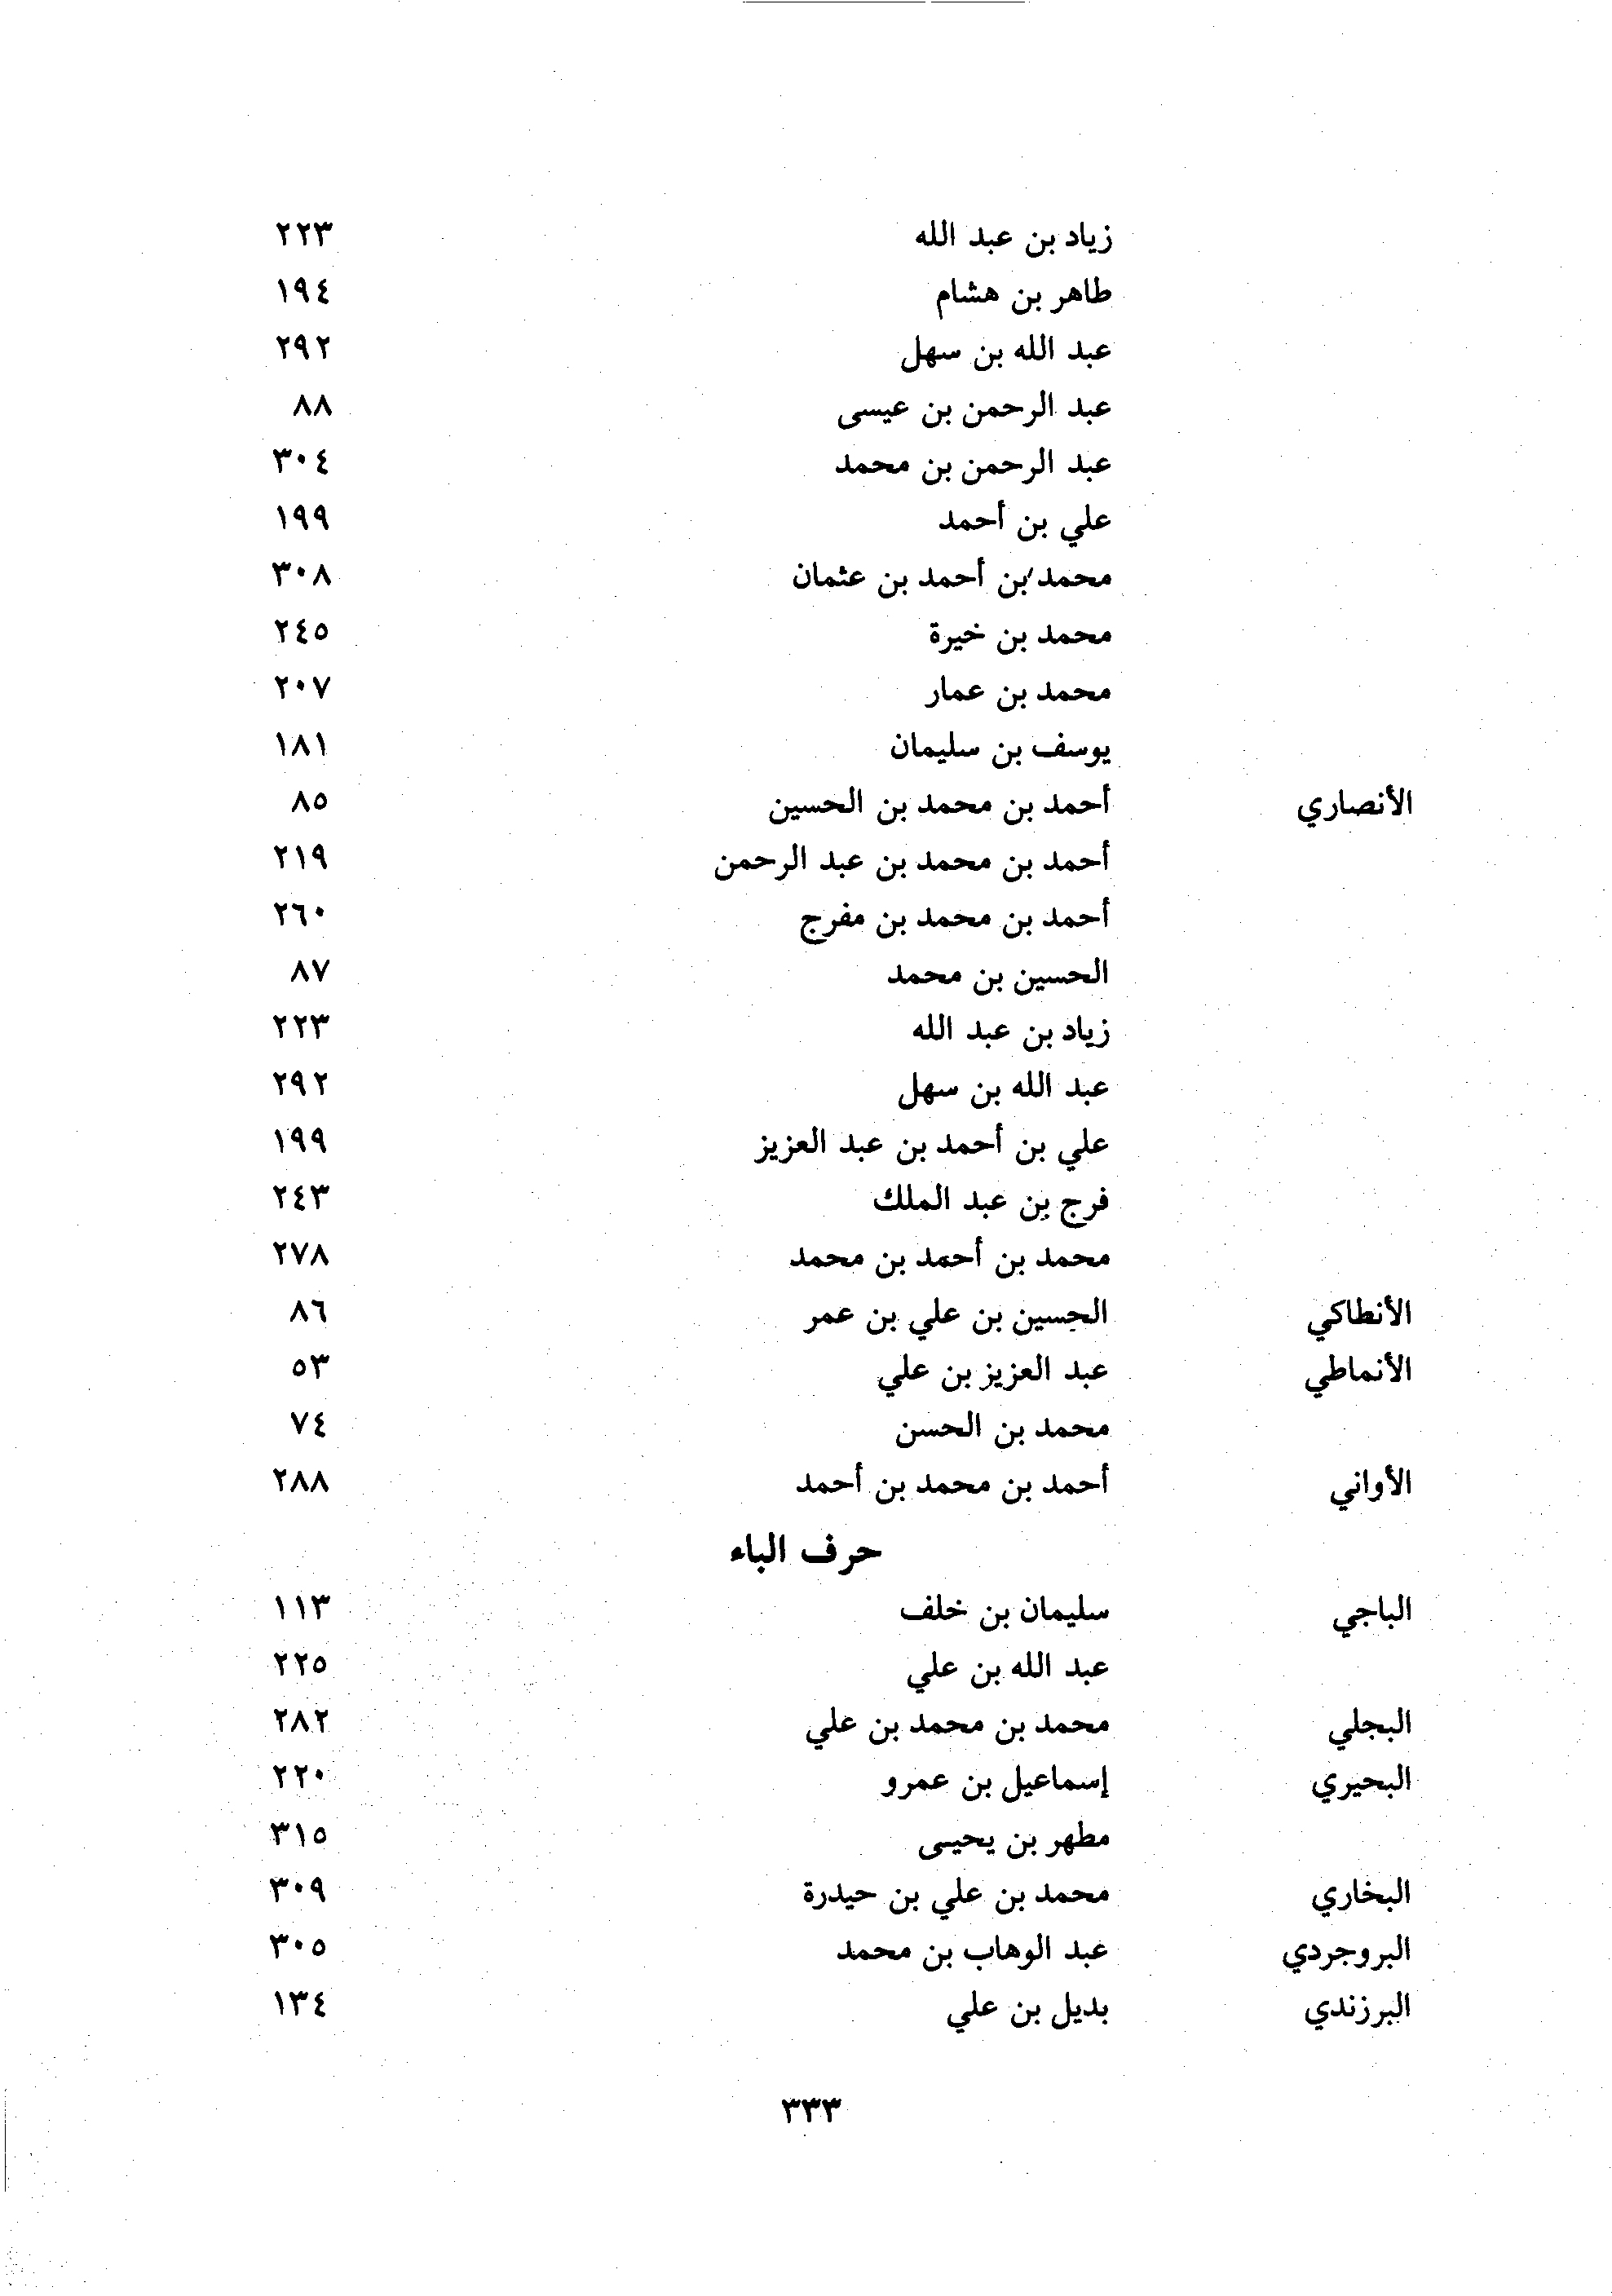 زياد بن عبد الله ٢٢٣
طاهر بن هشام ١٩٤
عبد الله بن سهل ٢٩٢
عبد الرحمن بن عيسى ٨٨
عبد الرحمن بن محمد ٣٠٤
علي بن أحمد ١٩٩
محمد بن أحمد بن عثمان ٣٠٨
محمد بن خيرة ٢٤٥
محمد بن عمار ٢٠٧
يوسف بن سليمان ١٨١
الأنصاري أحمد بن محمد بن الحسين ٨٥
أحمد بن محمد بن عبد الرحمن ٢١٩
أحمد بن محمد بن مفرج ٢٦٠
الحسين بن محمد ٨٧
زياد بن عبد الله ٢٢٣
عبد الله بن سهل ٢٩٢
علي بن أحمد بن عبد العزيز ١٩٩
فرج بن عبد الملك ٢٤٣
محمد بن أحمد بن محمد ٢٧٨
الأنطاكي الحسين بن علي بن عمر ٨٦
الأنماطي عبد العزيز بن علي ٥٣
محمد بن الحسن ٧٤
الأواني أحمد بن محمد بن أحمد ٢٨٨
حرف الباء
الباجي سليمان بن خلف ١١٣
عبد الله بن علي ٢٢٥
البجلي محمد بن محمد بن علي ٢٨٢
البحيري إسماعيل بن عمرو ٢٢٠
مطهر بن يحيى ٣١٥
البخاري محمد بن علي بن حيدرة ٣٠٩
البروجردي عبد الوهاب بن محمد ٣٠٥
البرزندي بديل بن علي ١٣٤
٣٣٣